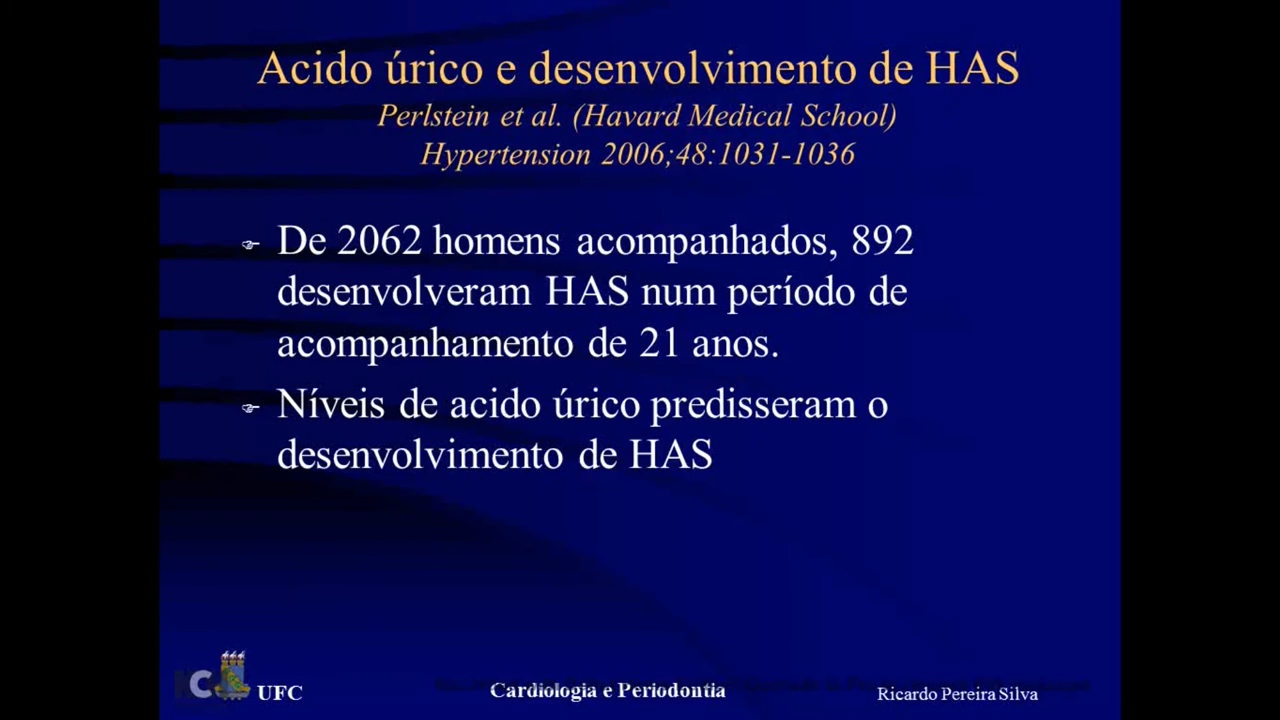 Acido úrico e desenvolvimento de HAS
Perlstein et al. (Havard Medical School)
Hypertension 2006;48:1031-1036
De 2062 homens acompanhados, 892
desenvolveram HAS num período de
acompanhamento de 21 anos.
Níveis de acido úrico predisseram o
desenvolvimento de HAS
UFC
Cardiologia e Periodontia
Ricardo Pereira Silva